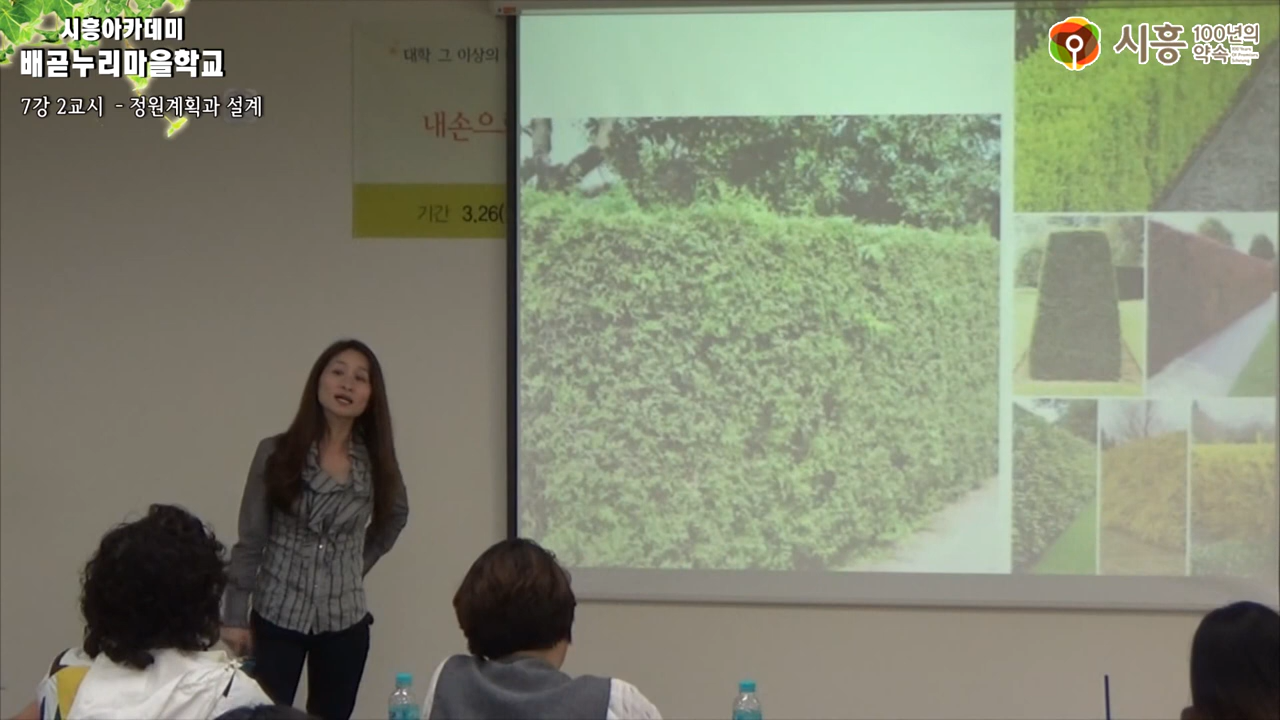 시흥아카데미
배곧누리마을학교
7강 2교시 - 정원계획과 설계
대학 그 이상의
내손으
기간 3.26(
시흥 100년의
약속